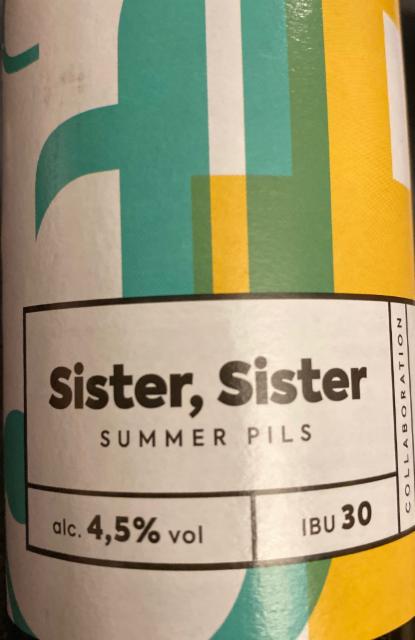 Sister, Sister
SUMMER PILS
alc. 4,5% vol
IBU 30
COLLABORATION